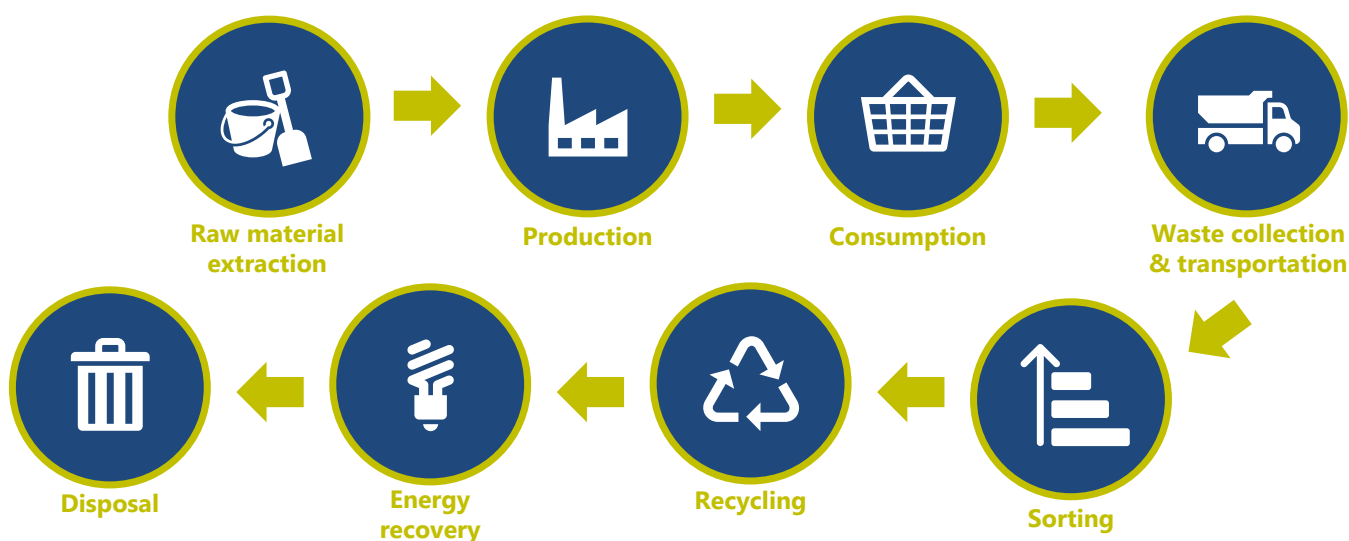 Raw material
extraction
Production
Consumption
Waste collection
& transportation
Sorting
Recycling
Energy
recovery
Disposal